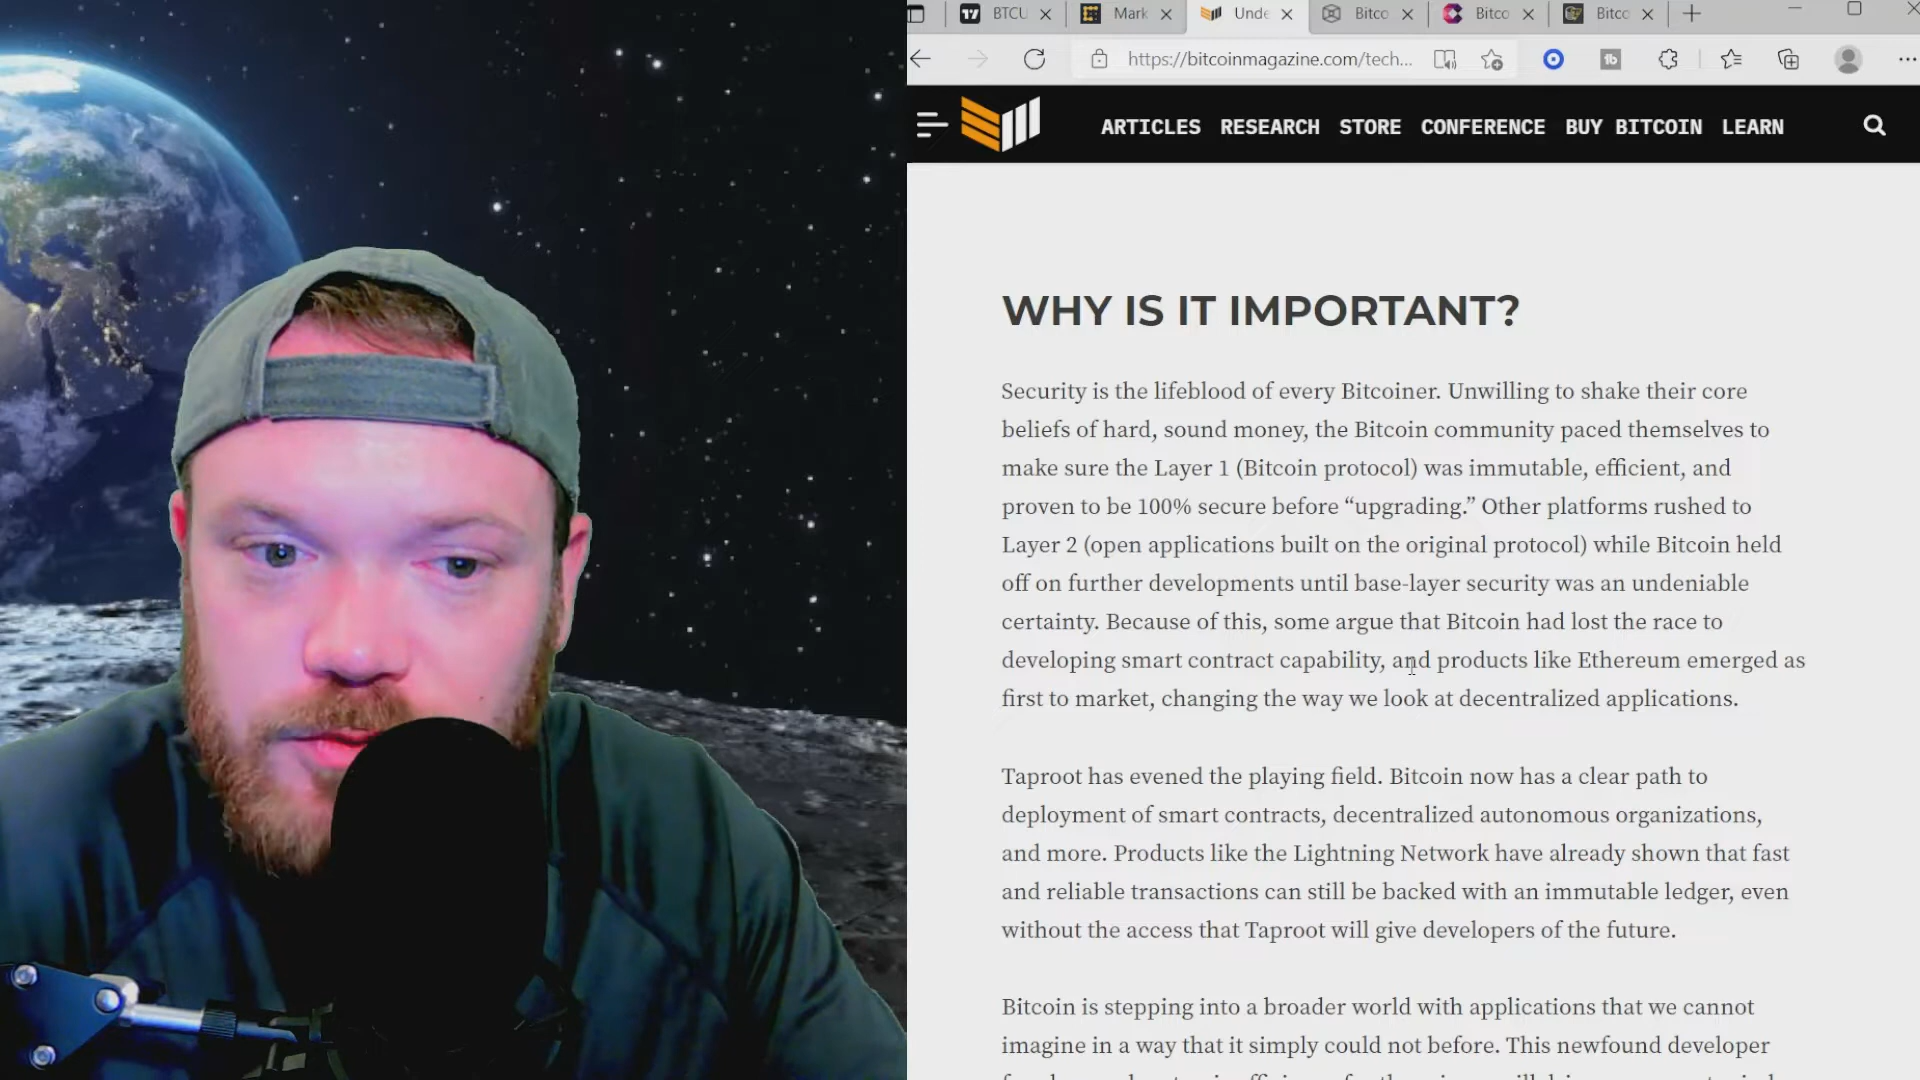 BTCU
Mark
Unde
Bitco
Bitco
Bitco
https://bitcoinmagazine.com/tech...
ARTICLES RESEARCH STORE CONFERENCE BUY BITCOIN LEARN
WHY IS IT IMPORTANT?
Security is the lifeblood of every Bitcoiner. Unwilling to shake their core
beliefs of hard, sound money, the Bitcoin community paced themselves to
make sure the Layer 1 (Bitcoin protocol) was immutable, efficient, and
proven to be 100% secure before “upgrading.” Other platforms rushed to
Layer 2 (open applications built on the original protocol) while Bitcoin held
off on further developments until base-layer security was an undeniable
certainty. Because of this, some argue that Bitcoin had lost the race to
developing smart contract capability, and products like Ethereum emerged as
first to market, changing the way we look at decentralized applications.
Taproot has evened the playing field. Bitcoin now has a clear path to
deployment of smart contracts, decentralized autonomous organizations,
and more. Products like the Lightning Network have already shown that fast
and reliable transactions can still be backed with an immutable ledger, even
without the access that Taproot will give developers of the future.
Bitcoin is stepping into a broader world with applications that we cannot
imagine in a way that it simply could not before. This newfound developer